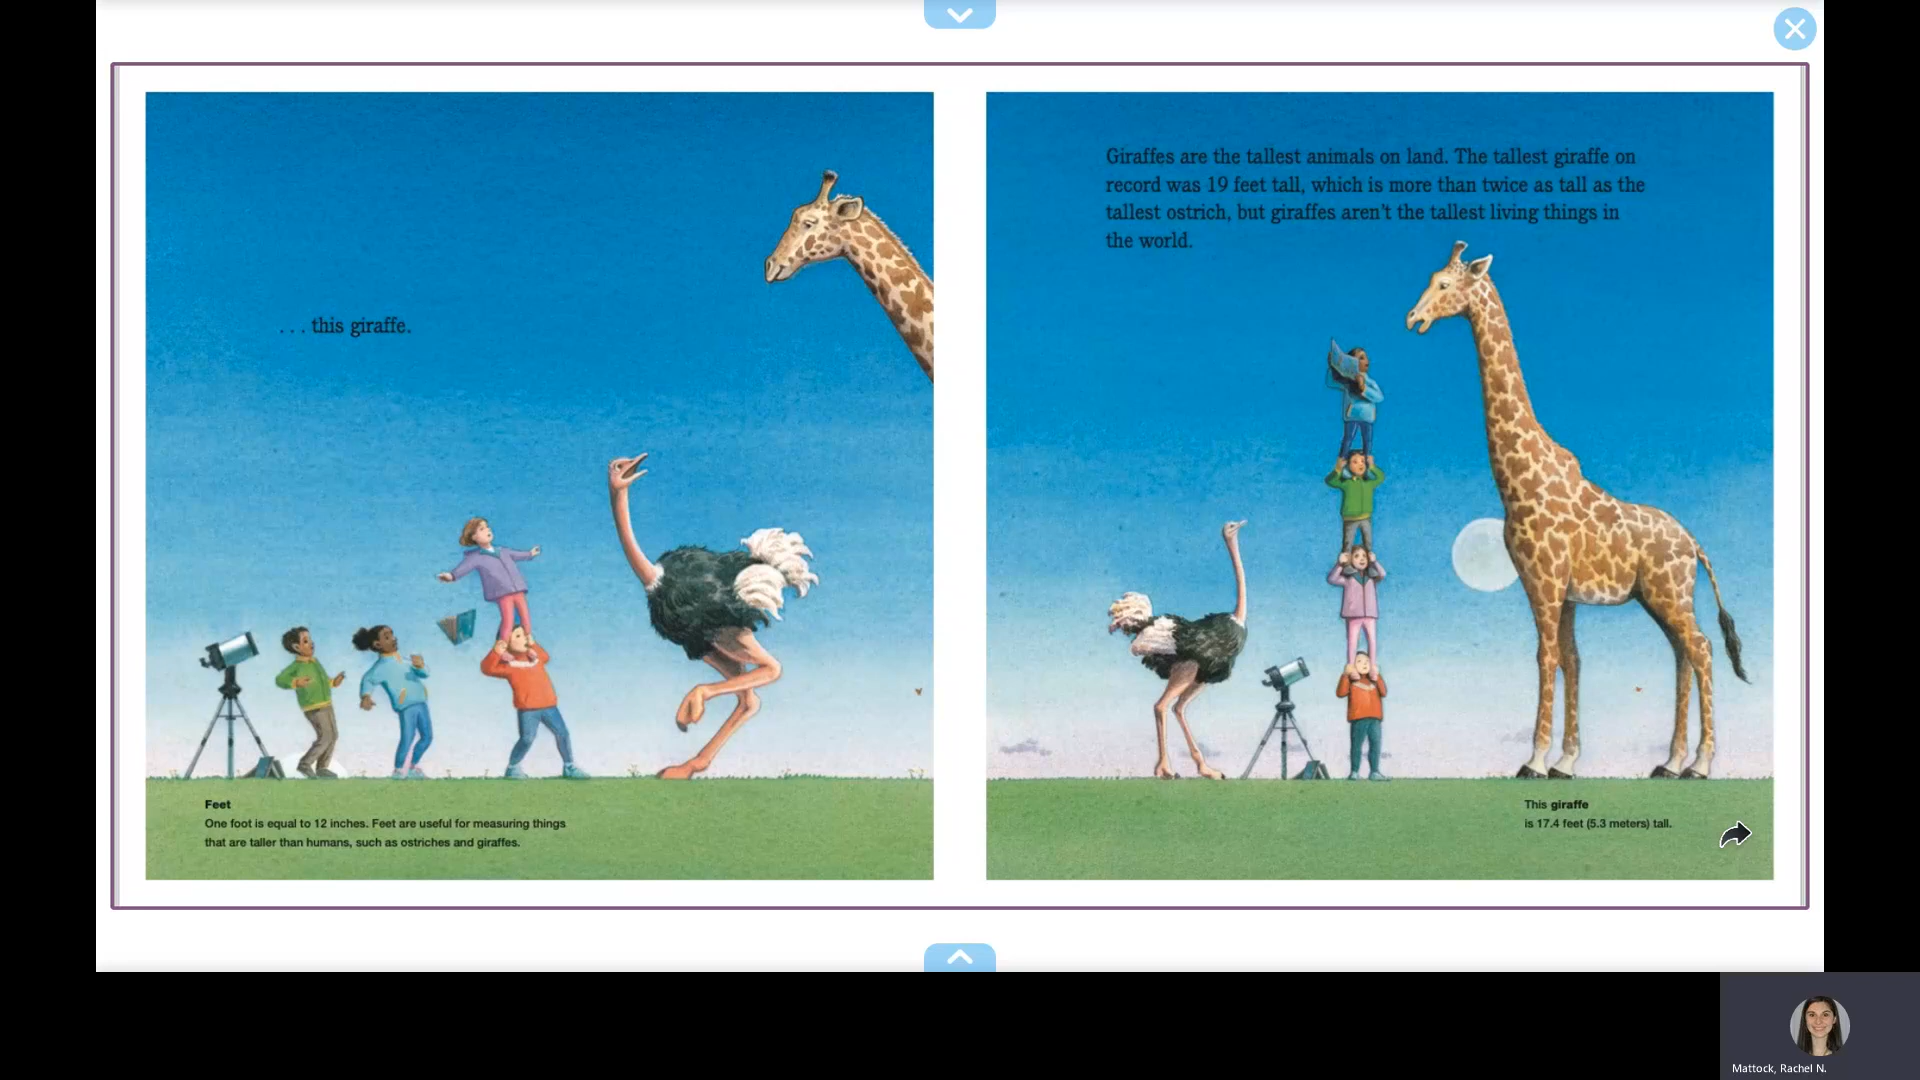 . . . this giraffe.
Feet
One foot is equal to 12 inches. Feet are useful for measuring things
that are taller than humans, such as ostriches and giraffes.
Giraffes are the tallest animals on land. The tallest giraffe on
record was 19 feet tall, which is more than twice as tall as the
tallest ostrich, but giraffes aren't the tallest living things in
the world.
This giraffe
is 17.4 feet (5.3 meters) tall.
Mattock, Rachel N.